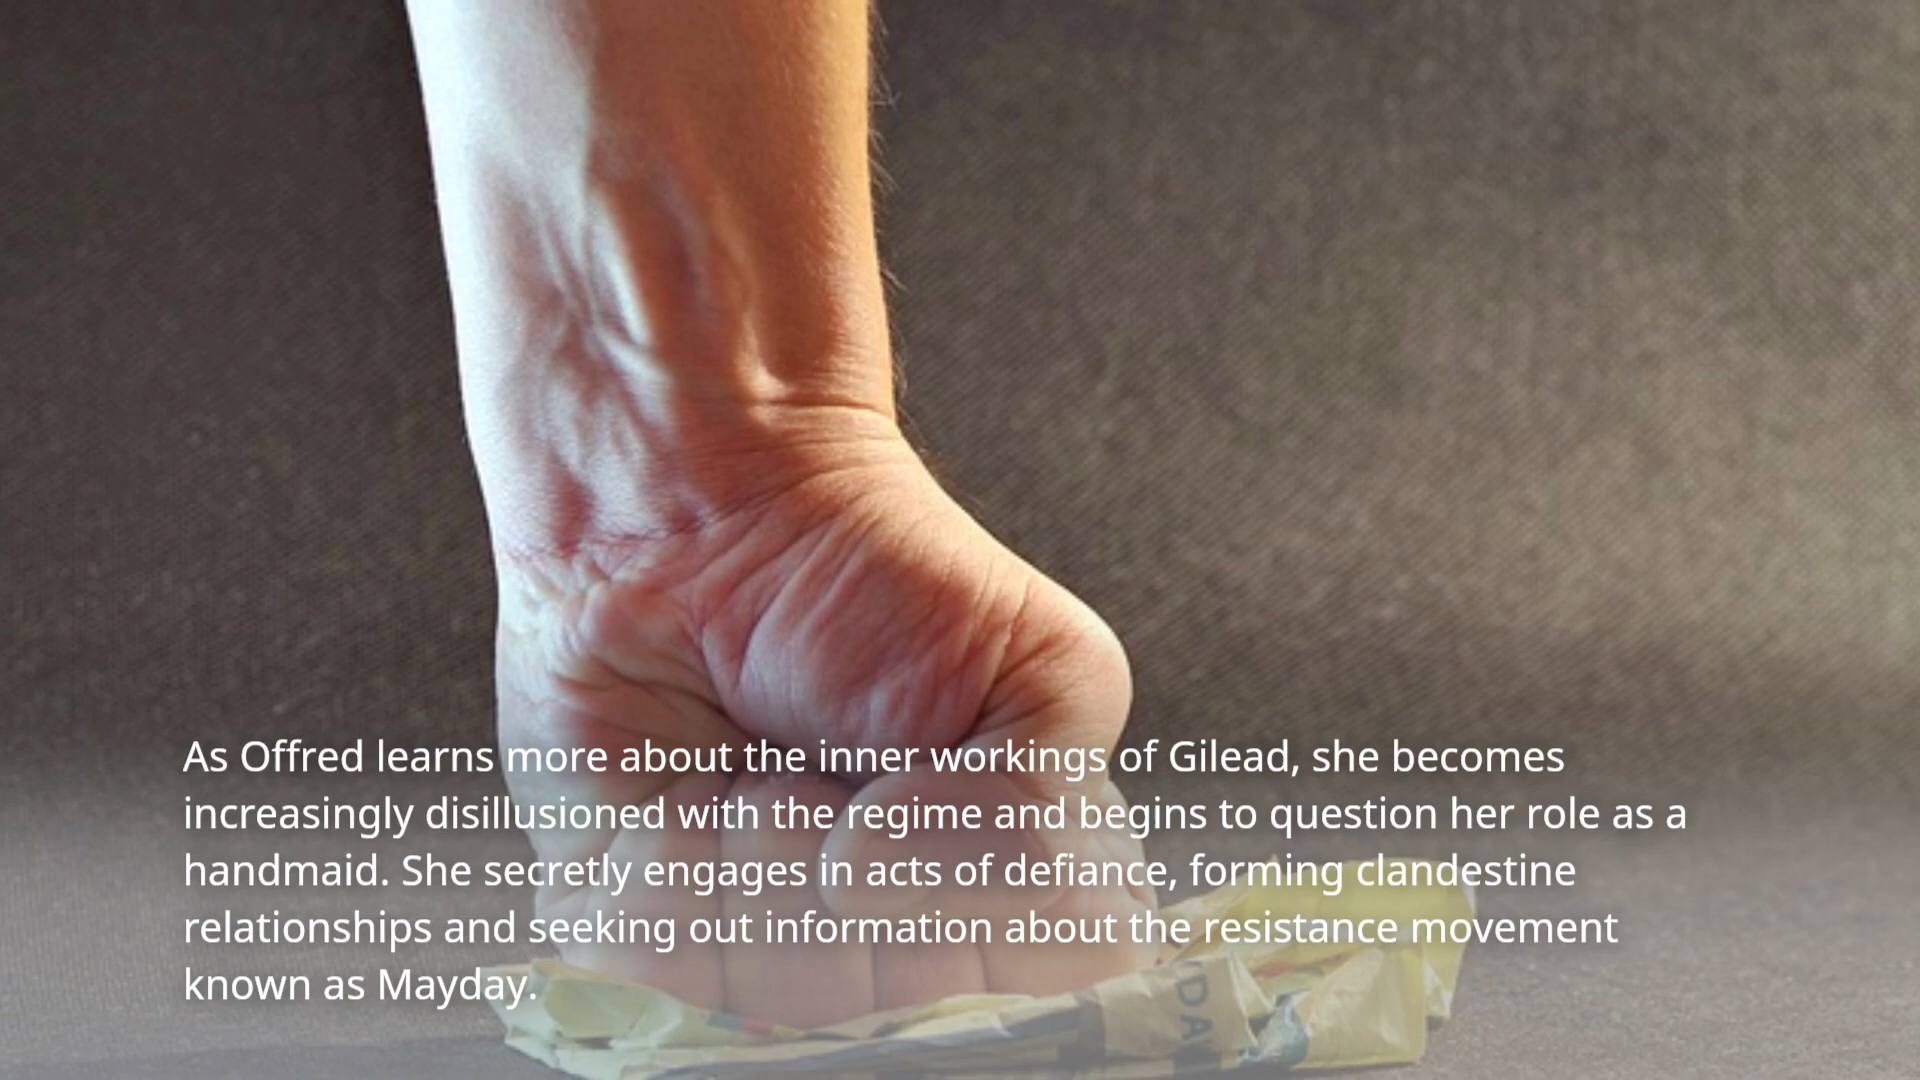 As Offred learns more about the inner workings of Gilead, she becomes
increasingly disillusioned with the regime and begins to question her role as a
handmaid. She secretly engages in acts of defiance, forming clandestine
relationships and seeking out information about the resistance movement
known as Mayday.